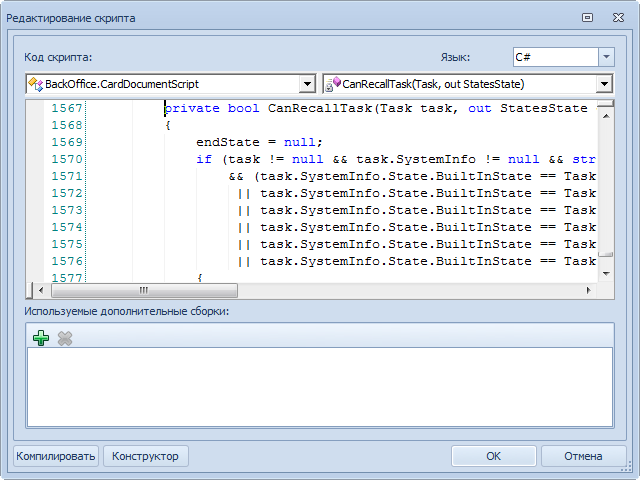 Редактирование скрипта
Код скрипта:
Язык:
C#
BackOffice.CardDocumentScript
CanRecallTask(Task, out StatesState)
1567 private bool CanRecallTask(Task task, out StatesState
1568 {
1569 endState = null;
1570 if (task != null && task.SystemInfo != null && str
1571 && (task.SystemInfo.State.BuiltInState == Task
1572 || task.SystemInfo.State.BuiltInState == Task
1573 || task.SystemInfo.State.BuiltInState == Task
1574 || task.SystemInfo.State.BuiltInState == Task
1575 || task.SystemInfo.State.BuiltInState == Task
1576 || task.SystemInfo.State.BuiltInState == Task
1577 {
Используемые дополнительные сборки:
Компилировать
Конструктор
OK
Отмена